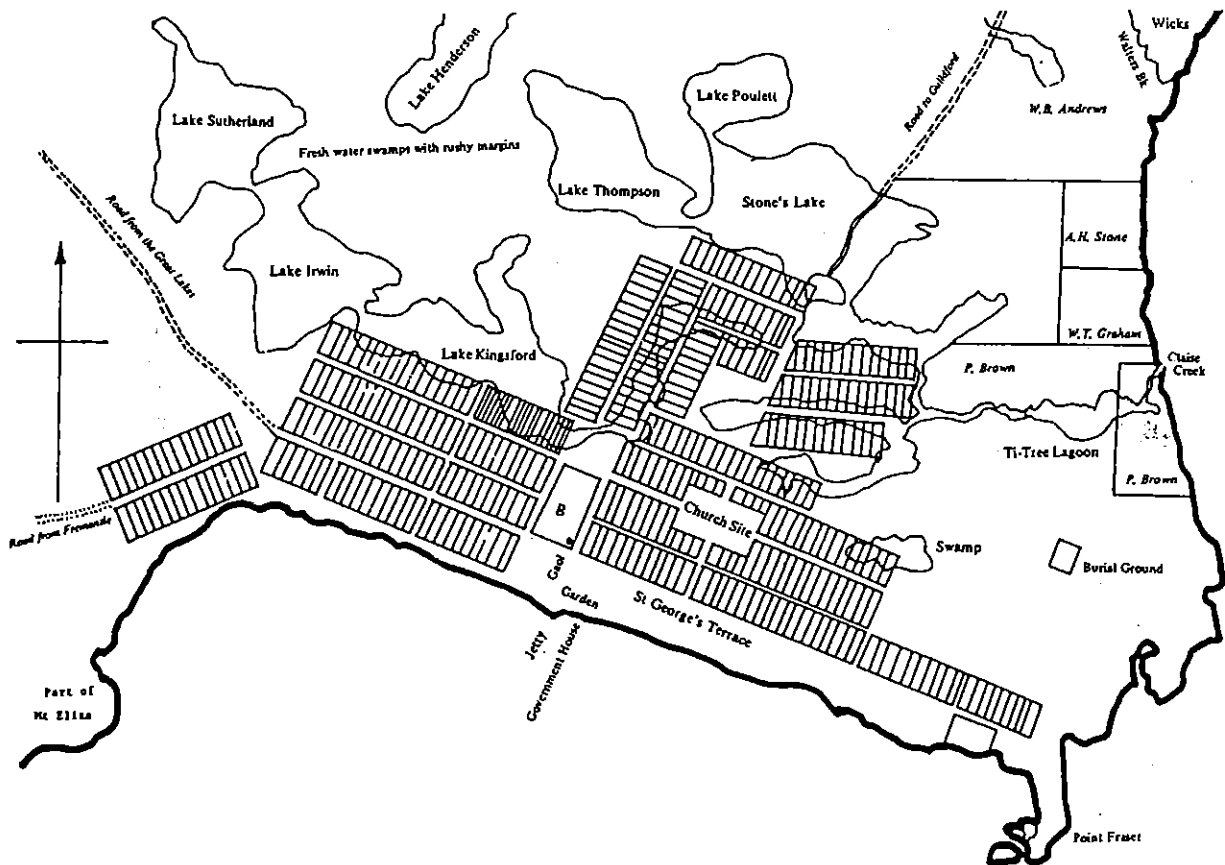 Wicks
Walters Bk
Lake Henderson
Lake Poulett
Road to Guildford
W.B. Andrews
Lake Sutherland
Fresh water swamps with rushy margins
Lake Thompson
Stone's Lake
Road from the Great Lakes
A.H. Stone
Lake Irwin
W.T. Graham
Lake Kingsford
P. Brown
Claise Creek
Ti-Tree Lagoon
P. Brown
B
Church Site
Road from Fremantle
Swamp
Gaol
Burial Ground
Garden
St George's Terrace
Jetty
Government House
Part of
Mt Eliza
Point Fraser